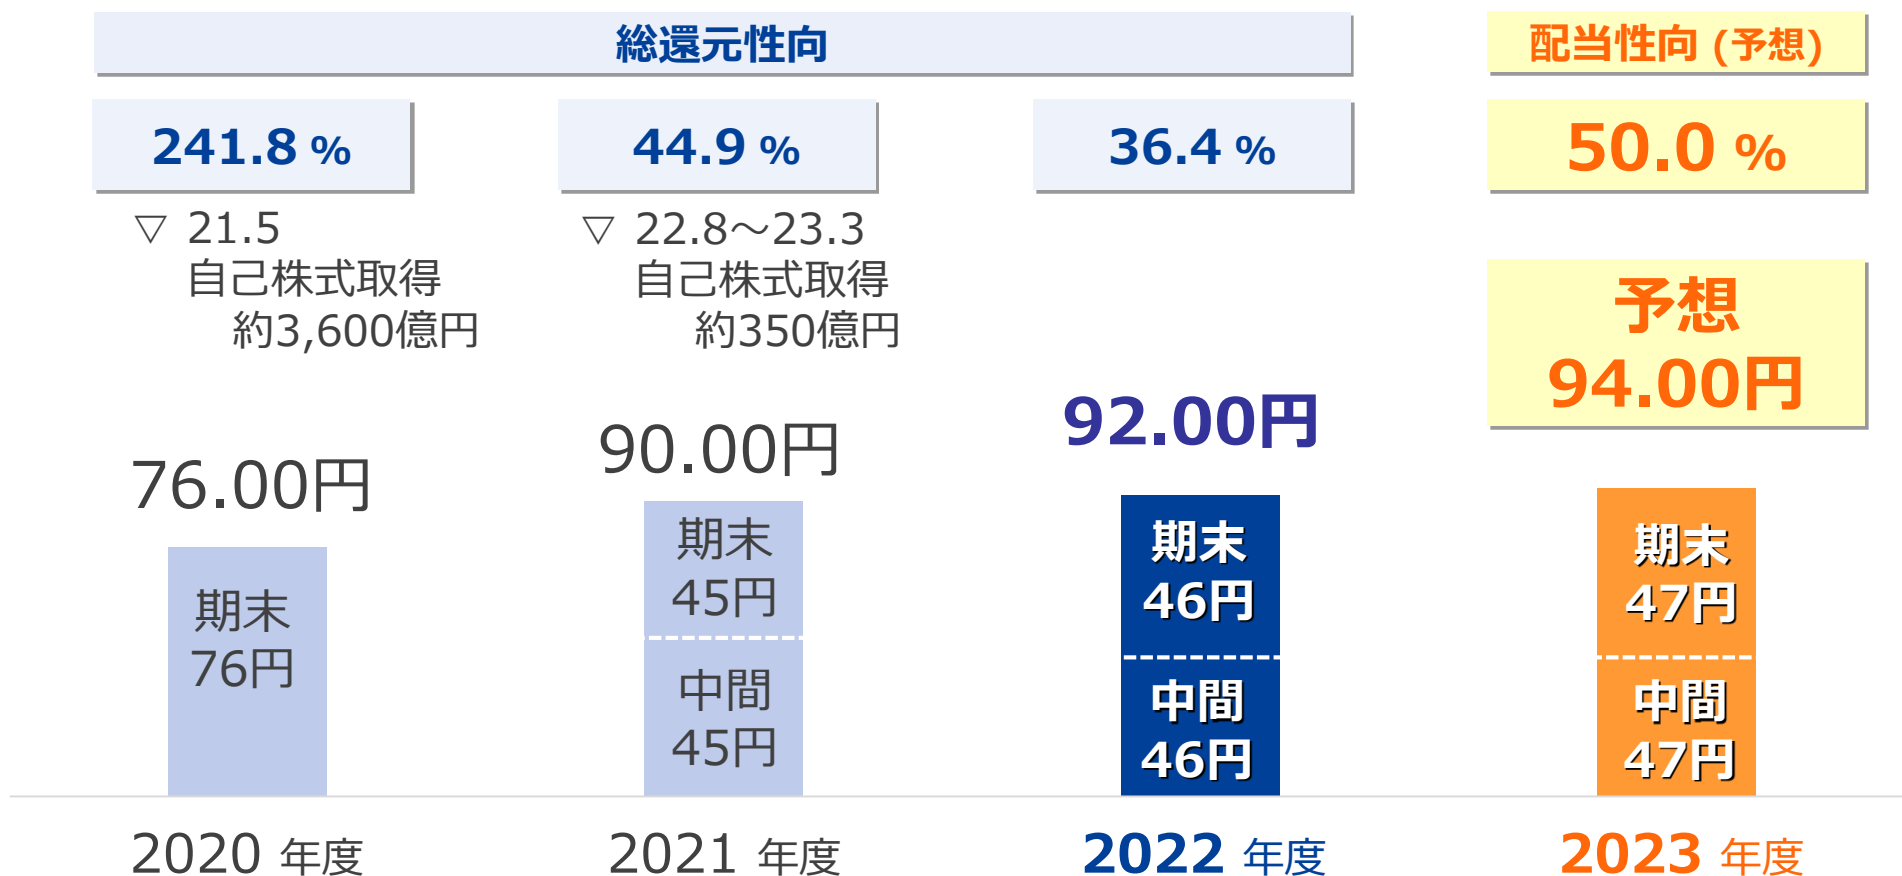 総還元性向
配当性向 (予想)
241.8 %
44.9 %
36.4 %
50.0 %
▽ 21.5
自己株式取得
約3,600億円
▽ 22.8～23.3
自己株式取得
約350億円
予想
94.00円
92.00円
90.00円
76.00円
期末
76円
期末
45円
中間
45円
期末
46円
中間
46円
期末
47円
中間
47円
2020 年度
2021 年度
2022 年度
2023 年度